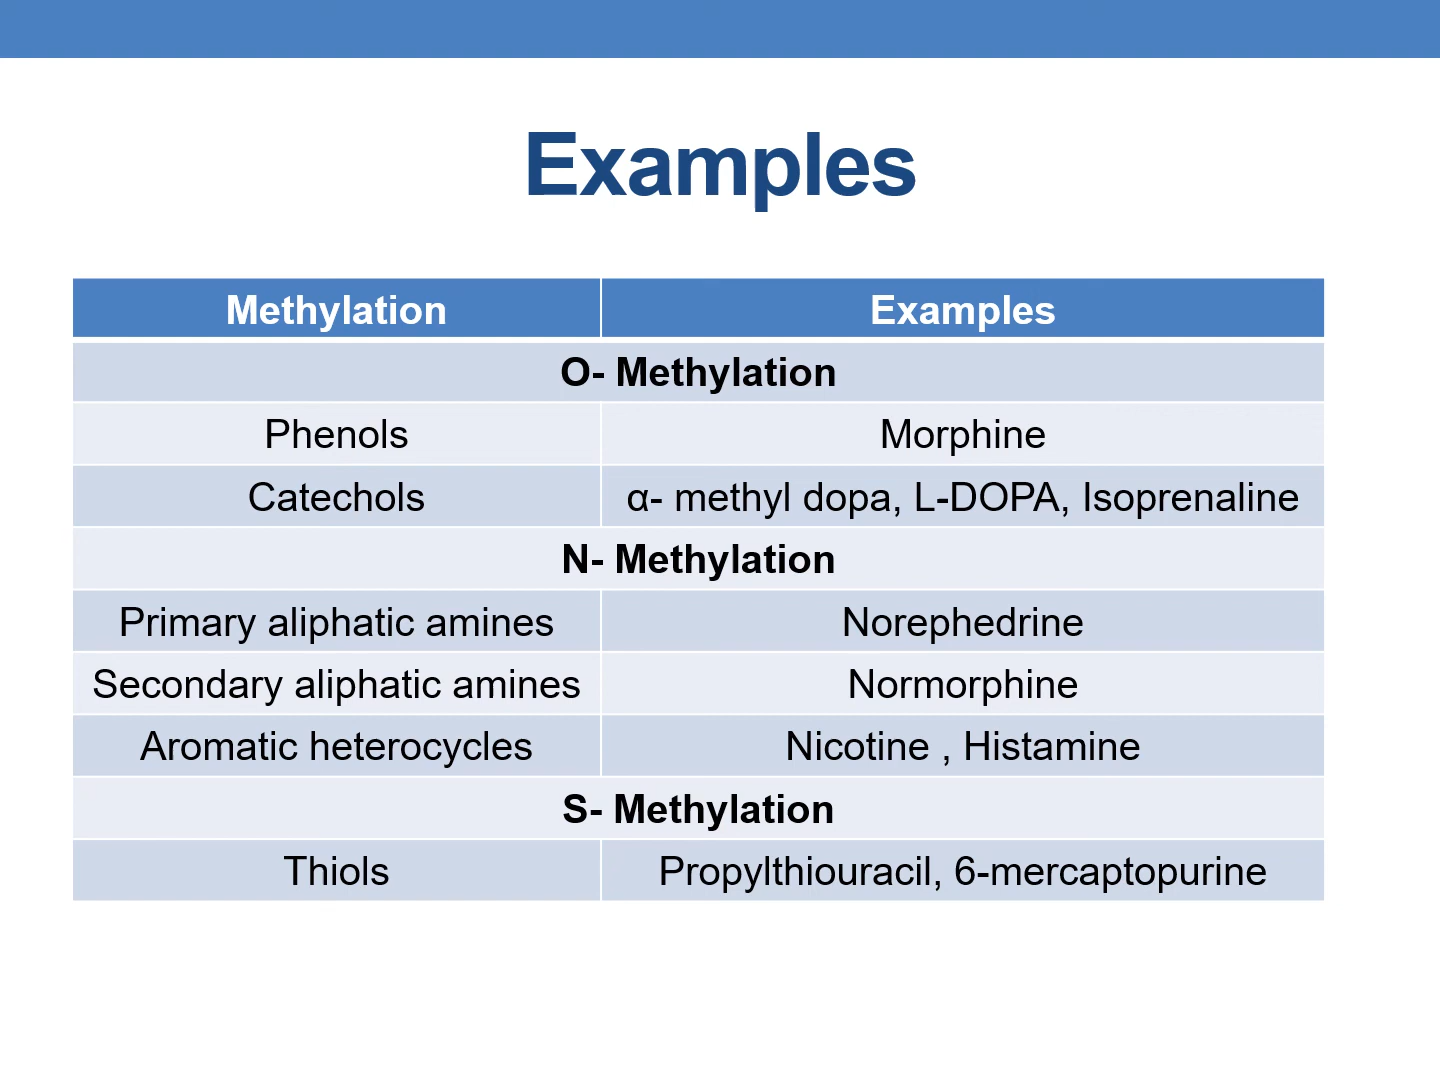 Examples
Methylation Examples
O- Methylation
Phenols Morphine
Catechols α- methyl dopa, L-DOPA, Isoprenaline
N- Methylation
Primary aliphatic amines Norephedrine
Secondary aliphatic amines Normorphine
Aromatic heterocycles Nicotine , Histamine
S- Methylation
Thiols Propylthiouracil, 6-mercaptopurine